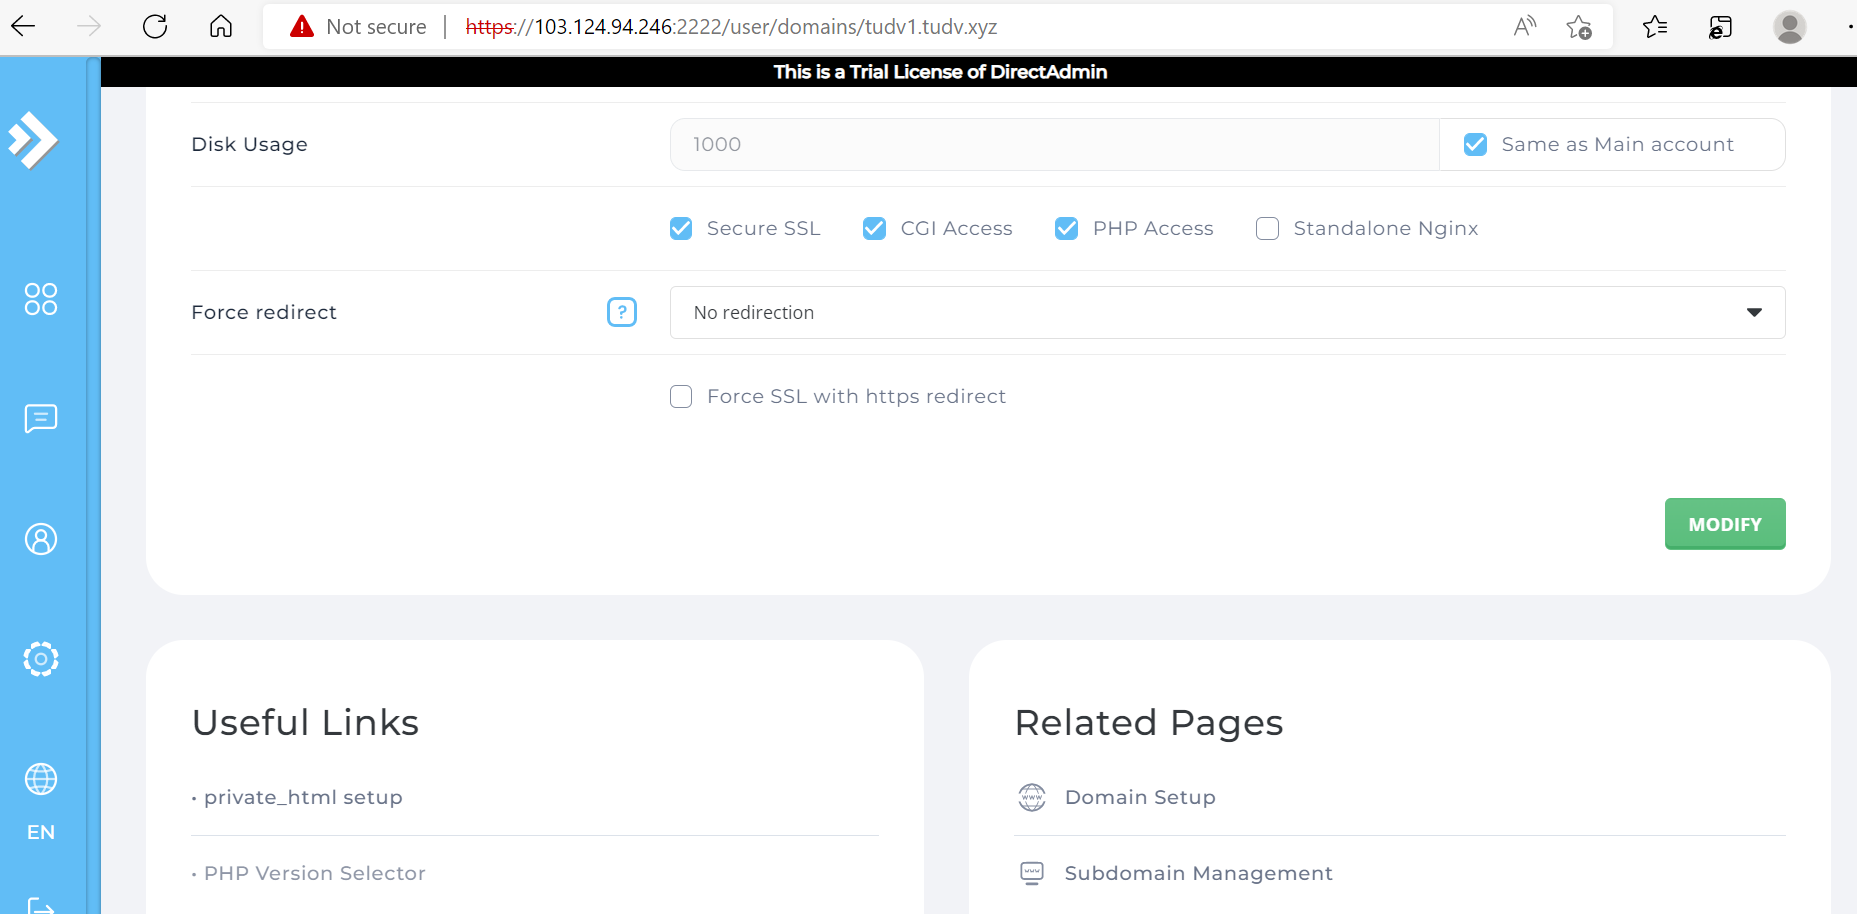 Not secure | https://103.124.94.246:2222/user/domains/tudv1.tudv.xyz
This is a Trial License of DirectAdmin
Disk Usage 1000 Same as Main account
Secure SSL CGI Access PHP Access Standalone Nginx
Force redirect ? No redirection
Force SSL with https redirect
MODIFY
Useful Links
• private_html setup
• PHP Version Selector
Related Pages
Domain Setup
Subdomain Management
EN